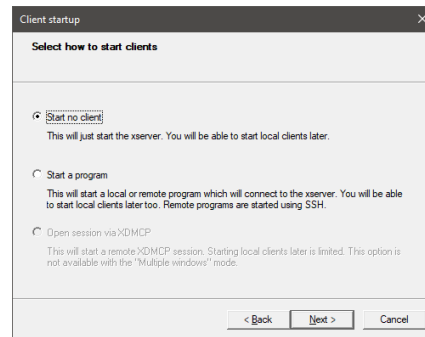 Client startup
Select how to start clients
Start no client
This will just start the xserver. You will be able to start local clients later.
Start a program
This will start a local or remote program which will connect to the xserver. You will be able
to start local clients later too. Remote programs are started using SSH.
Open session via XDMCP
This will start a remote XDMCP session. Starting local clients later is limited. This option is
not available with the "Multiple windows" mode.
< Back Next > Cancel